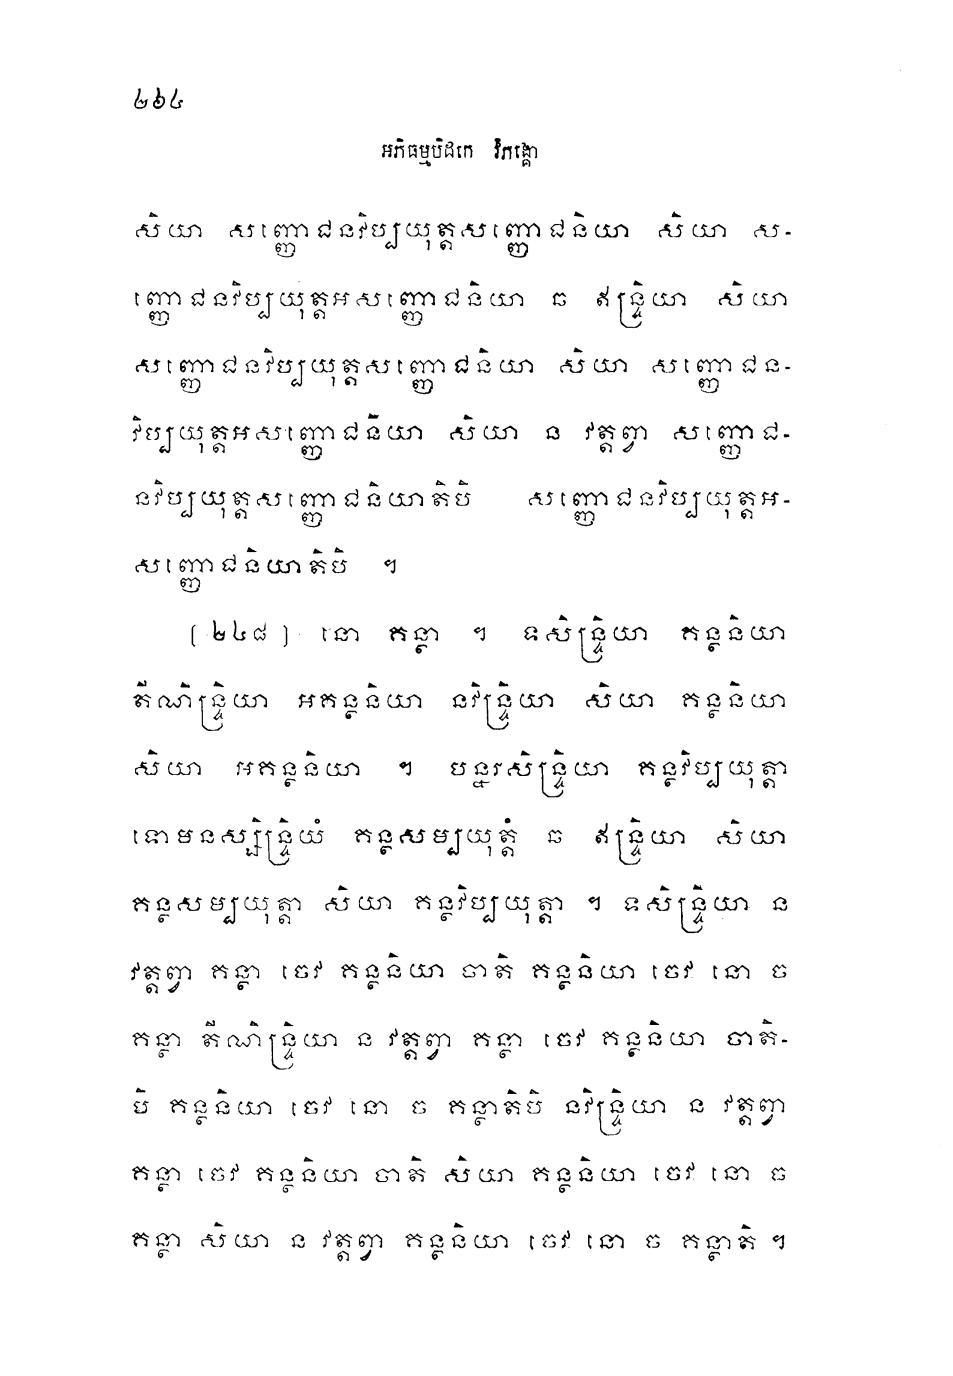 ២៦៤
អភិធម្មបិដកេ វិភង្គោ
សិយា សញ្ញោជនវិប្បយុត្តសញ្ញោជនិយា សិយា ស-
ញ្ញោជនវិប្បយុត្តអសញ្ញោជនិយា ឆ ឥន្ទ្រិយា សិយា
សញ្ញោជនវិប្បយុត្តសញ្ញោជនិយា សិយា សញ្ញោជន-
វិប្បយុត្តអសញ្ញោជនិយា សិយា ន វត្តព្វា សញ្ញោជ-
នវិប្បយុត្តសញ្ញោជនិយាតិបិ សញ្ញោជនវិប្បយុត្តអ-
សញ្ញោជនិយាតិបិ ។
(២៤៨) នោ គន្ថា ។ ទសិន្ទ្រិយា គន្ថនិយា
តីណិន្ទ្រិយា អគន្ថនិយា នវិន្ទ្រិយា សិយា គន្ថនិយា
សិយា អគន្ថនិយា ។ បន្នរសិន្ទ្រិយា គន្ថវិប្បយុត្តា
ទោមនស្សិន្ទ្រិយំ គន្ថសម្បយុត្តំ ឆ ឥន្ទ្រិយា សិយា
គន្ថសម្បយុត្តា សិយា គន្ថវិប្បយុត្តា ។ ទសិន្ទ្រិយា ន
វត្តព្វា គន្ថា ចេវ គន្ថនិយា ចាតិ គន្ថនិយា ចេវ នោ ច
គន្ថា តីណិន្ទ្រិយា ន វត្តព្វា គន្ថា ចេវ គន្ថនិយា ចាតិ-
បិ គន្ថនិយា ចេវ នោ ច គន្ថាតិបិ នវិន្ទ្រិយា ន វត្តព្វា
គន្ថា ចេវ គន្ថនិយា ចាតិ សិយា គន្ថនិយា ចេវ នោ ច
គន្ថា សិយា ន វត្តព្វា គន្ថនិយា ចេវ នោ ច គន្ថាតិ ។